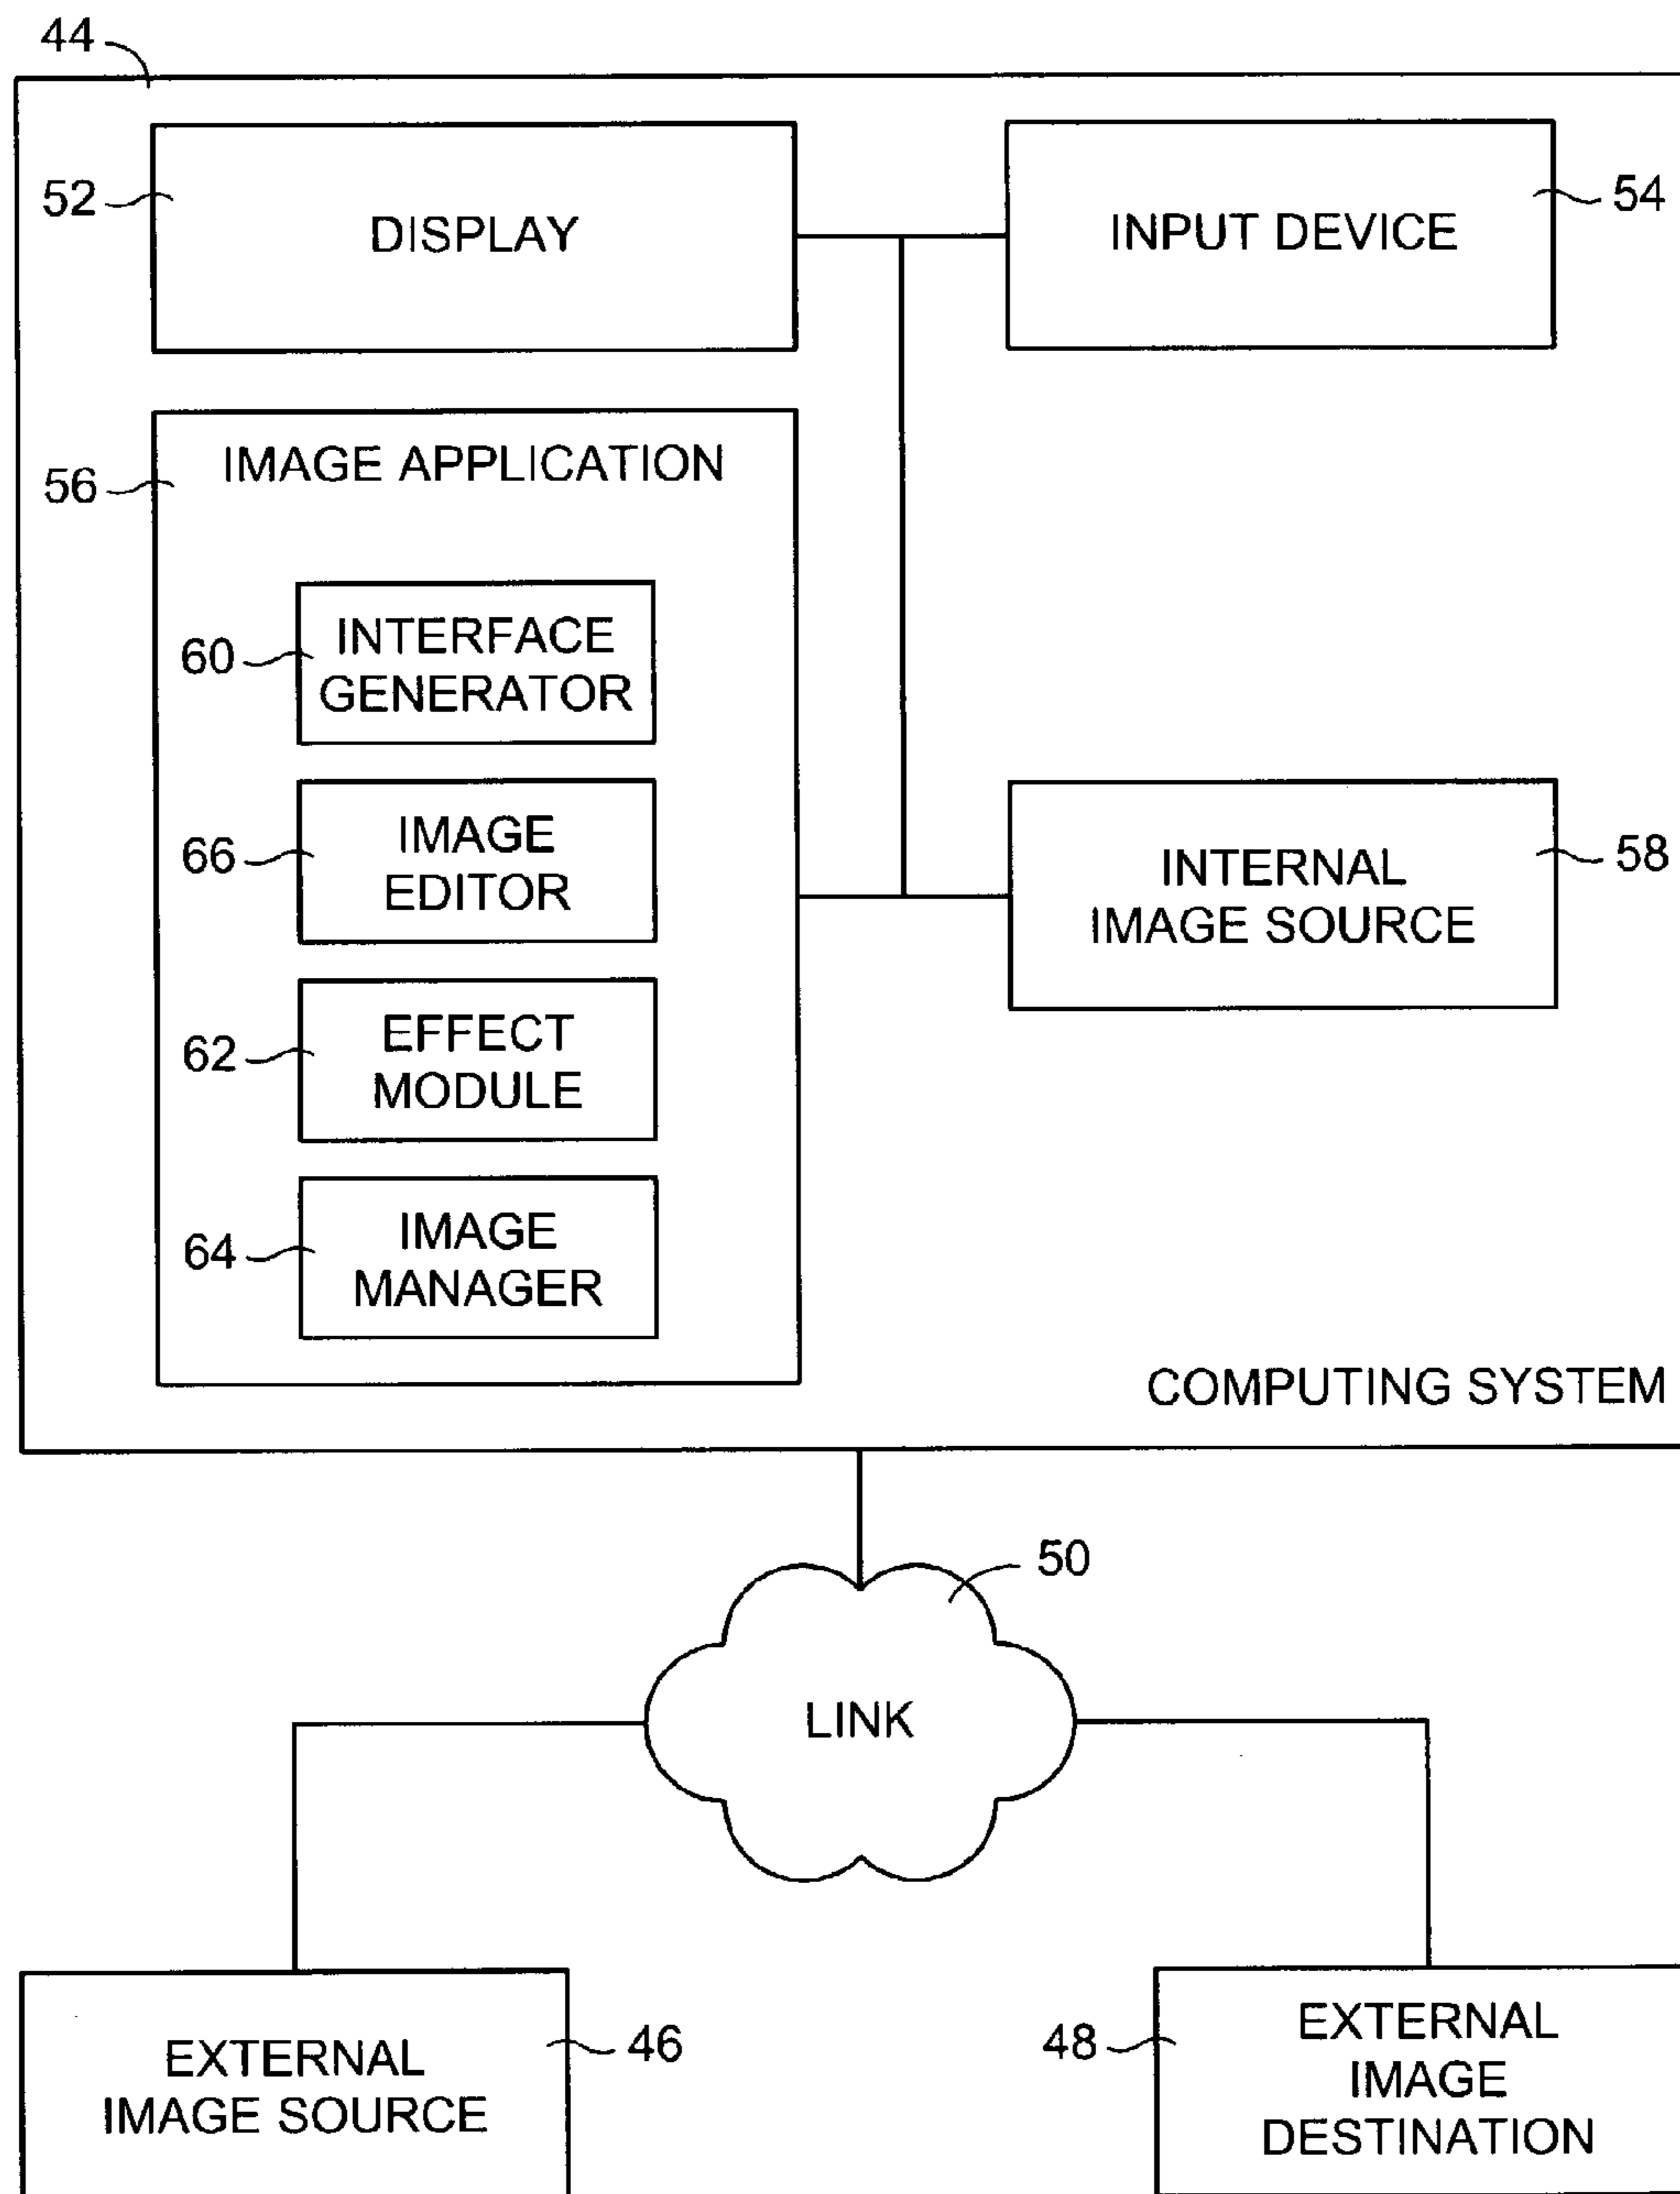 44
52
DISPLAY
INPUT DEVICE
54
56
IMAGE APPLICATION
60
INTERFACE
GENERATOR
66
IMAGE
EDITOR
INTERNAL
IMAGE SOURCE
58
62
EFFECT
MODULE
64
IMAGE
MANAGER
COMPUTING SYSTEM
50
LINK
EXTERNAL
IMAGE SOURCE
46
48
EXTERNAL
IMAGE
DESTINATION